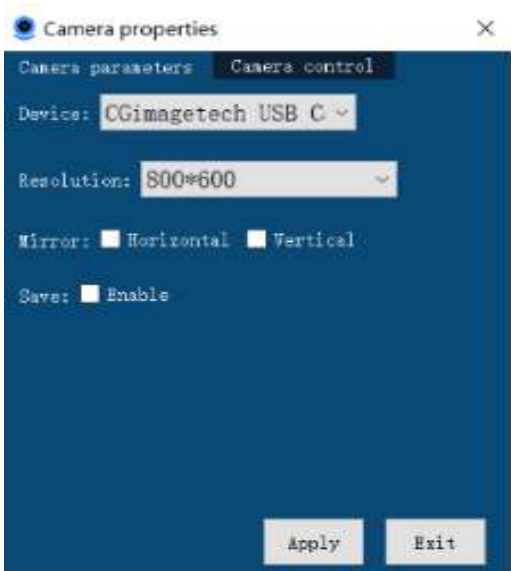 Camera properties
Camera parameters Camera control
Device: CGimagetech USB C
Resolution: 800*600
Mirror: Horizontal Vertical
Save: Enable
Apply Exit